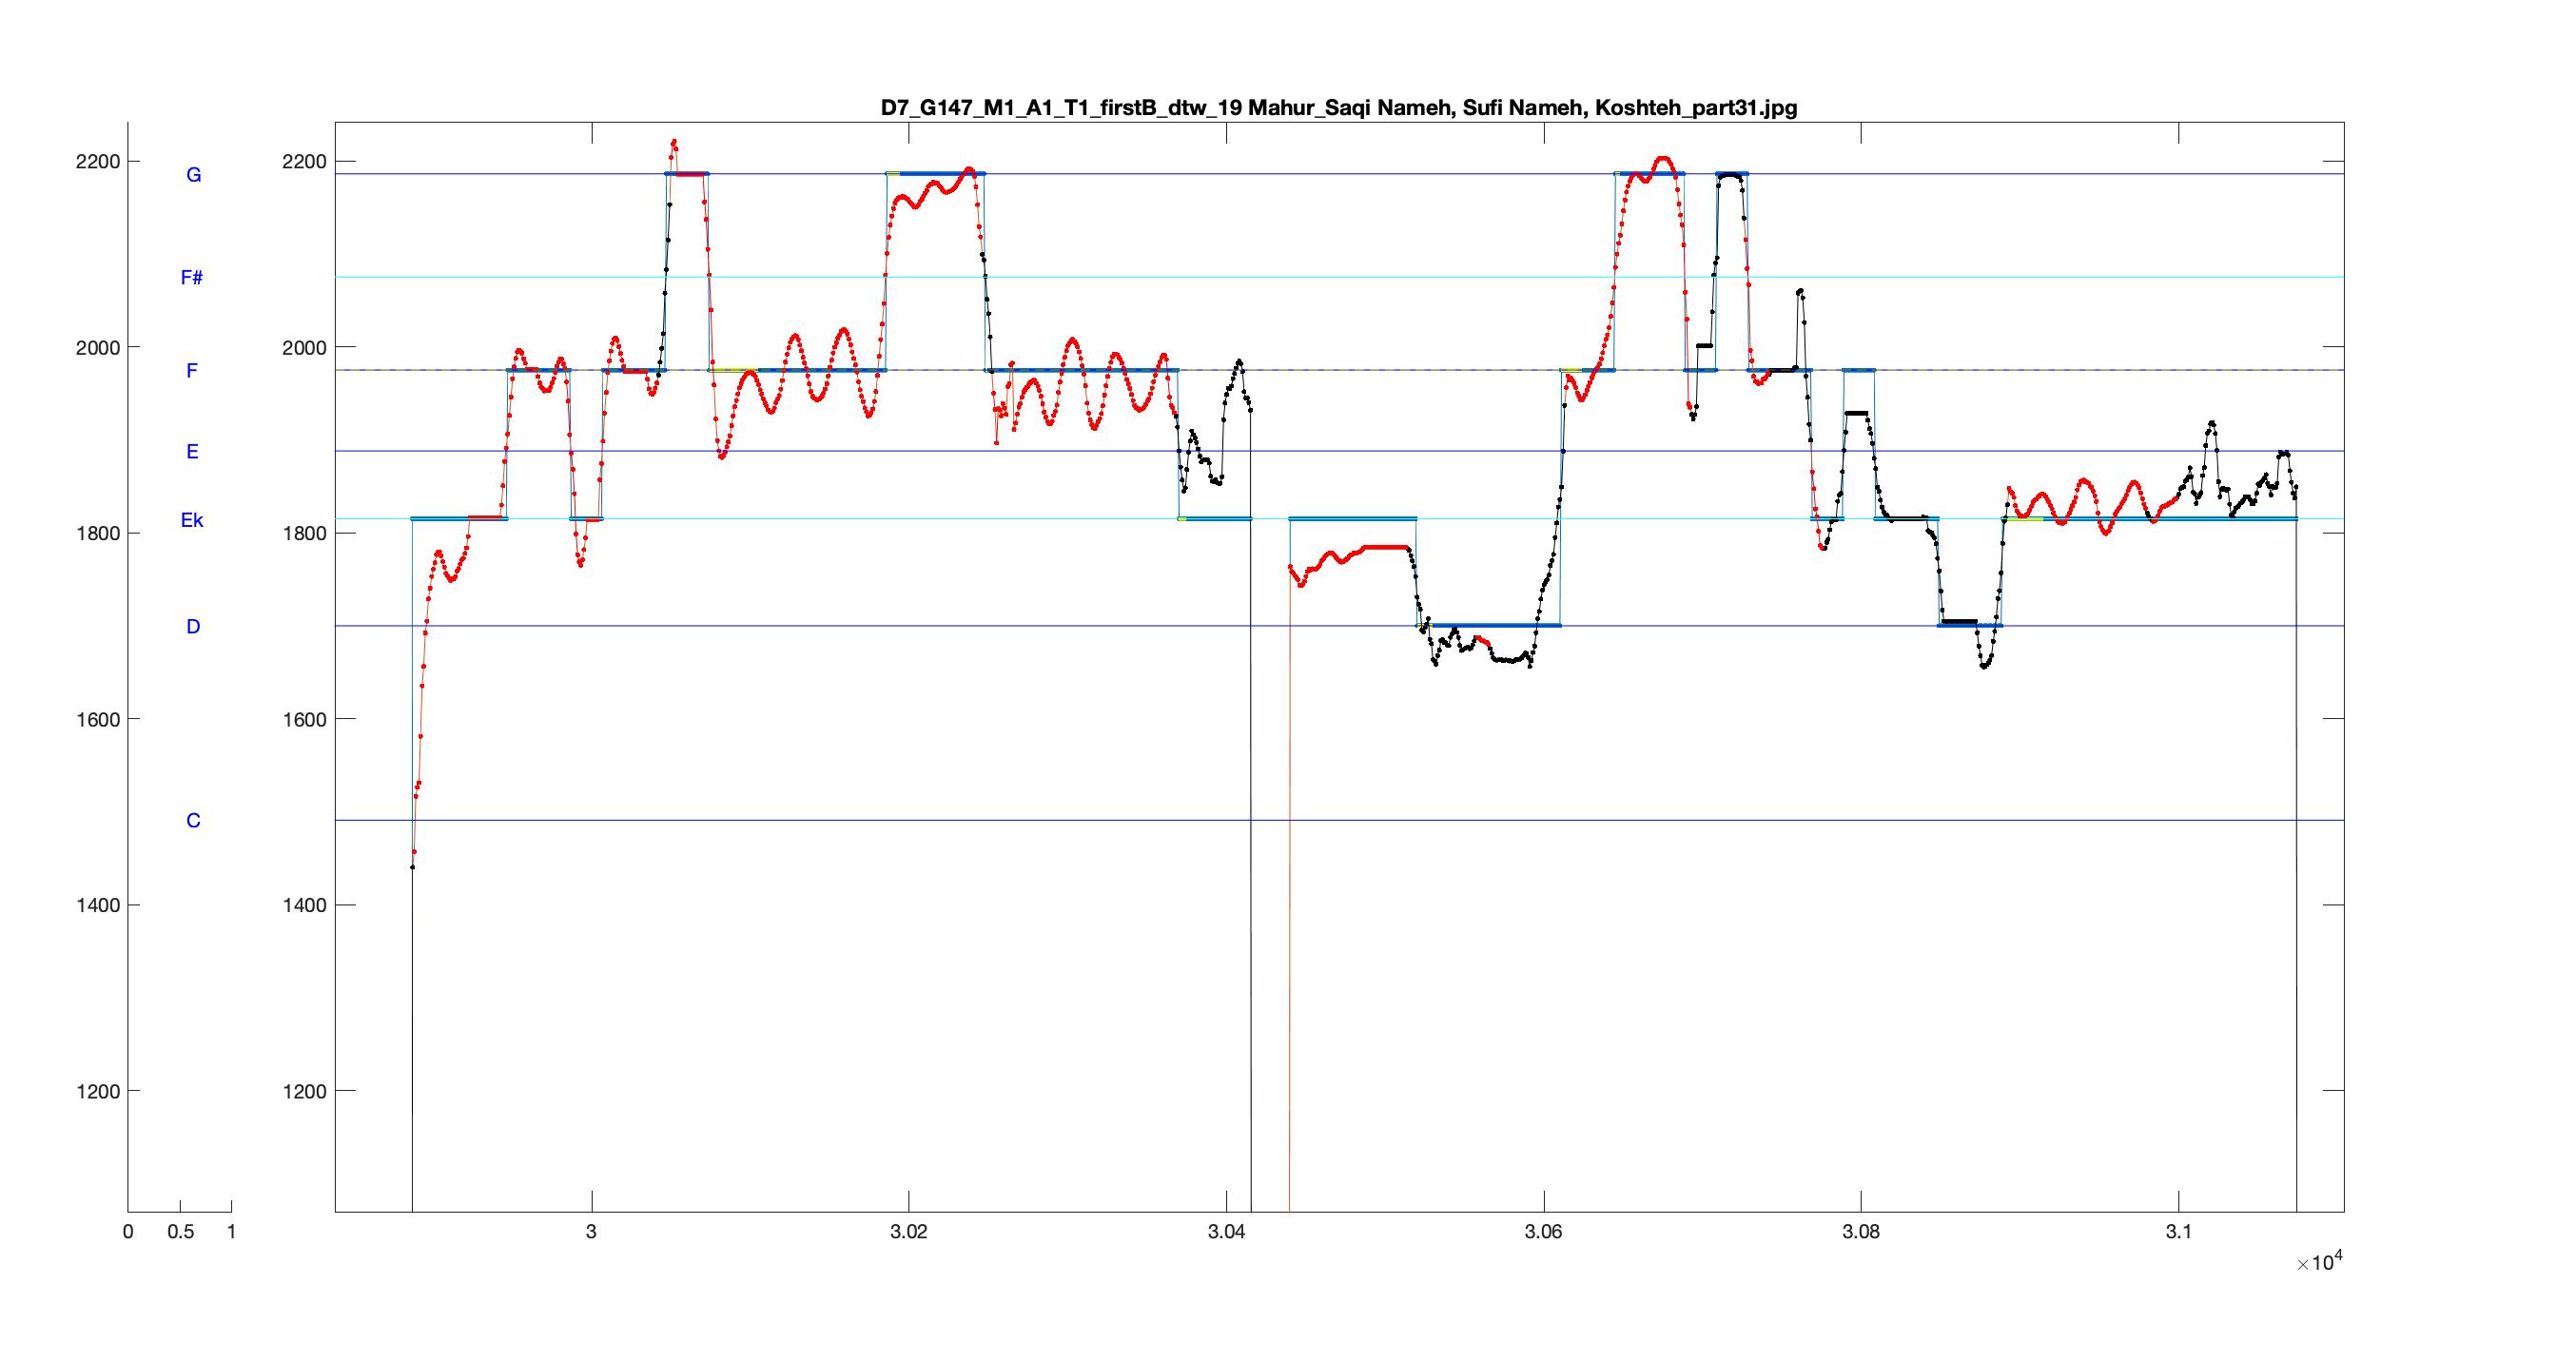 D7_G147_M1_A1_T1_firstB_dtw_19 Mahur_Saqi Nameh, Sufi Nameh, Koshteh_part31.jpg
2200 G 2200
F#
2000 F 2000
E
1800 Ek 1800
D
1600 1600
C
1400 1400
1200 1200
0 0.5 1 3 3.02 3.04 3.06 3.08 3.1
×10⁴